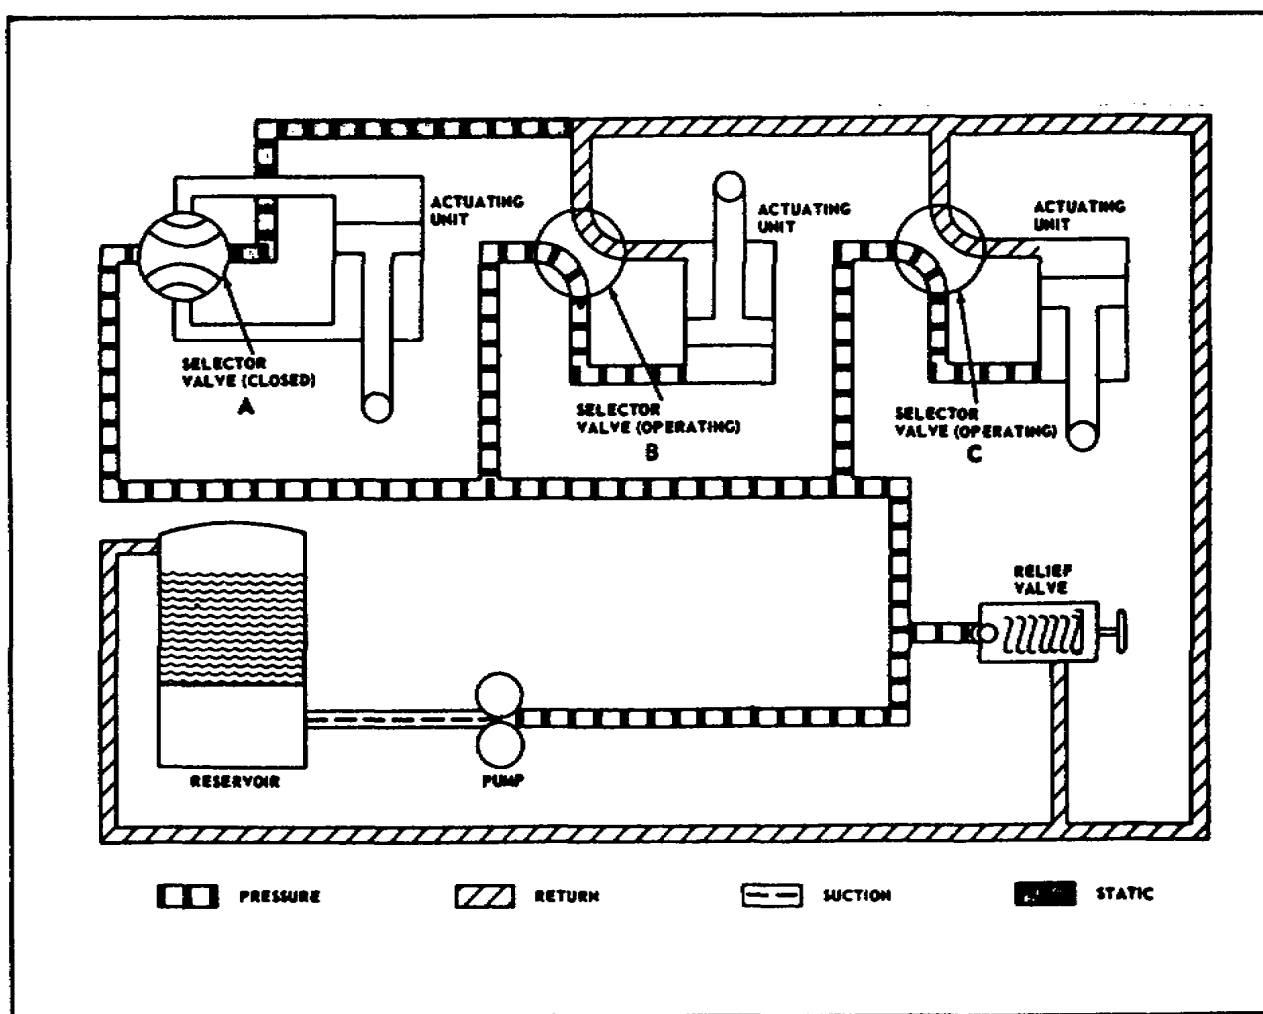 ACTUATING
UNIT
SELECTOR
VALVE (CLOSED)
A
ACTUATING
UNIT
SELECTOR
VALVE (OPERATING)
B
ACTUATING
UNIT
SELECTOR
VALVE (OPERATING)
C
RELIEF
VALVE
RESERVOIR
PUMP
PRESSURE
RETURN
SUCTION
STATIC